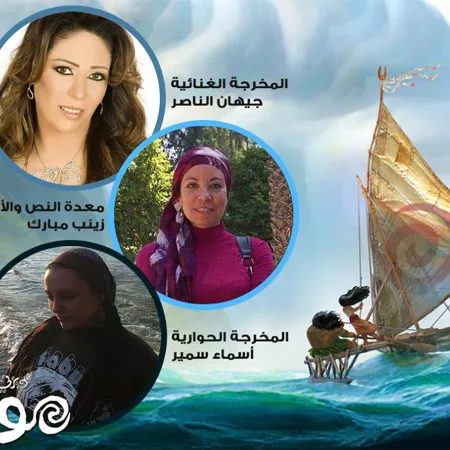 المخرجة الغنائية
جيهان الناصر
معدة النص والأ
زينب مبارك
المخرجة الحوارية
أسماء سمير